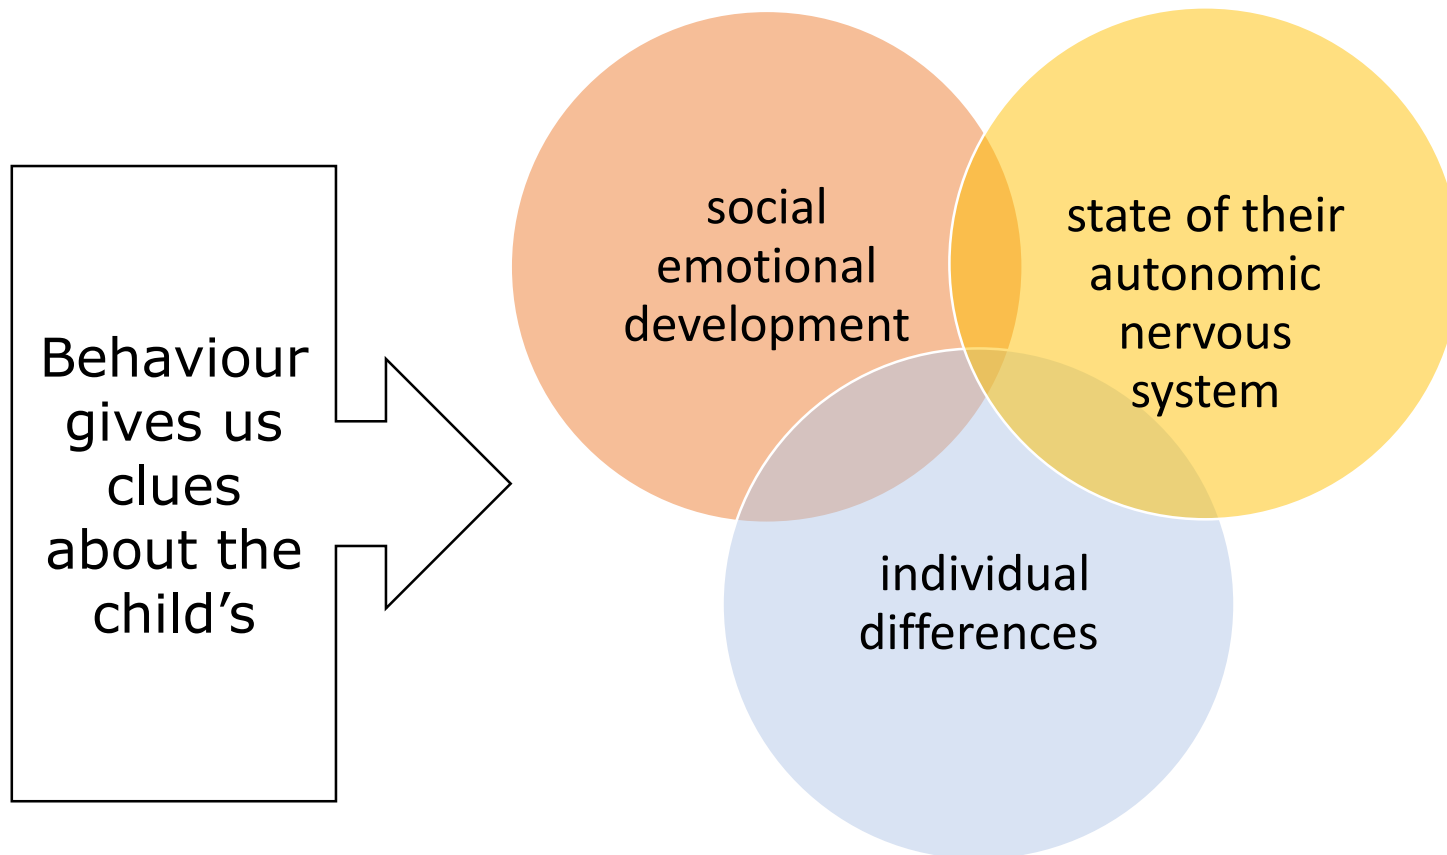 Behaviour
gives us
clues
about the
child’s
social
emotional
development
state of their
autonomic
nervous
system
individual
differences